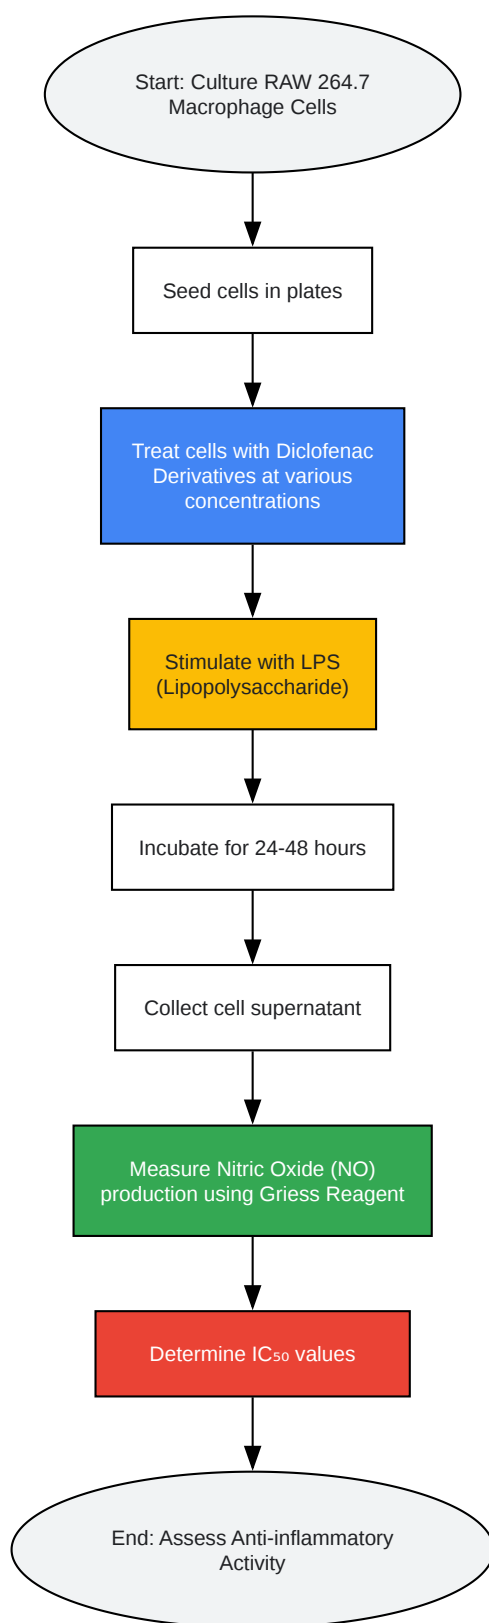 Start: Culture RAW 264.7
Macrophage Cells
Seed cells in plates
Treat cells with Diclofenac
Derivatives at various
concentrations
Stimulate with LPS
(Lipopolysaccharide)
Incubate for 24-48 hours
Collect cell supernatant
Measure Nitric Oxide (NO)
production using Griess Reagent
Determine IC₅₀ values
End: Assess Anti-inflammatory
Activity